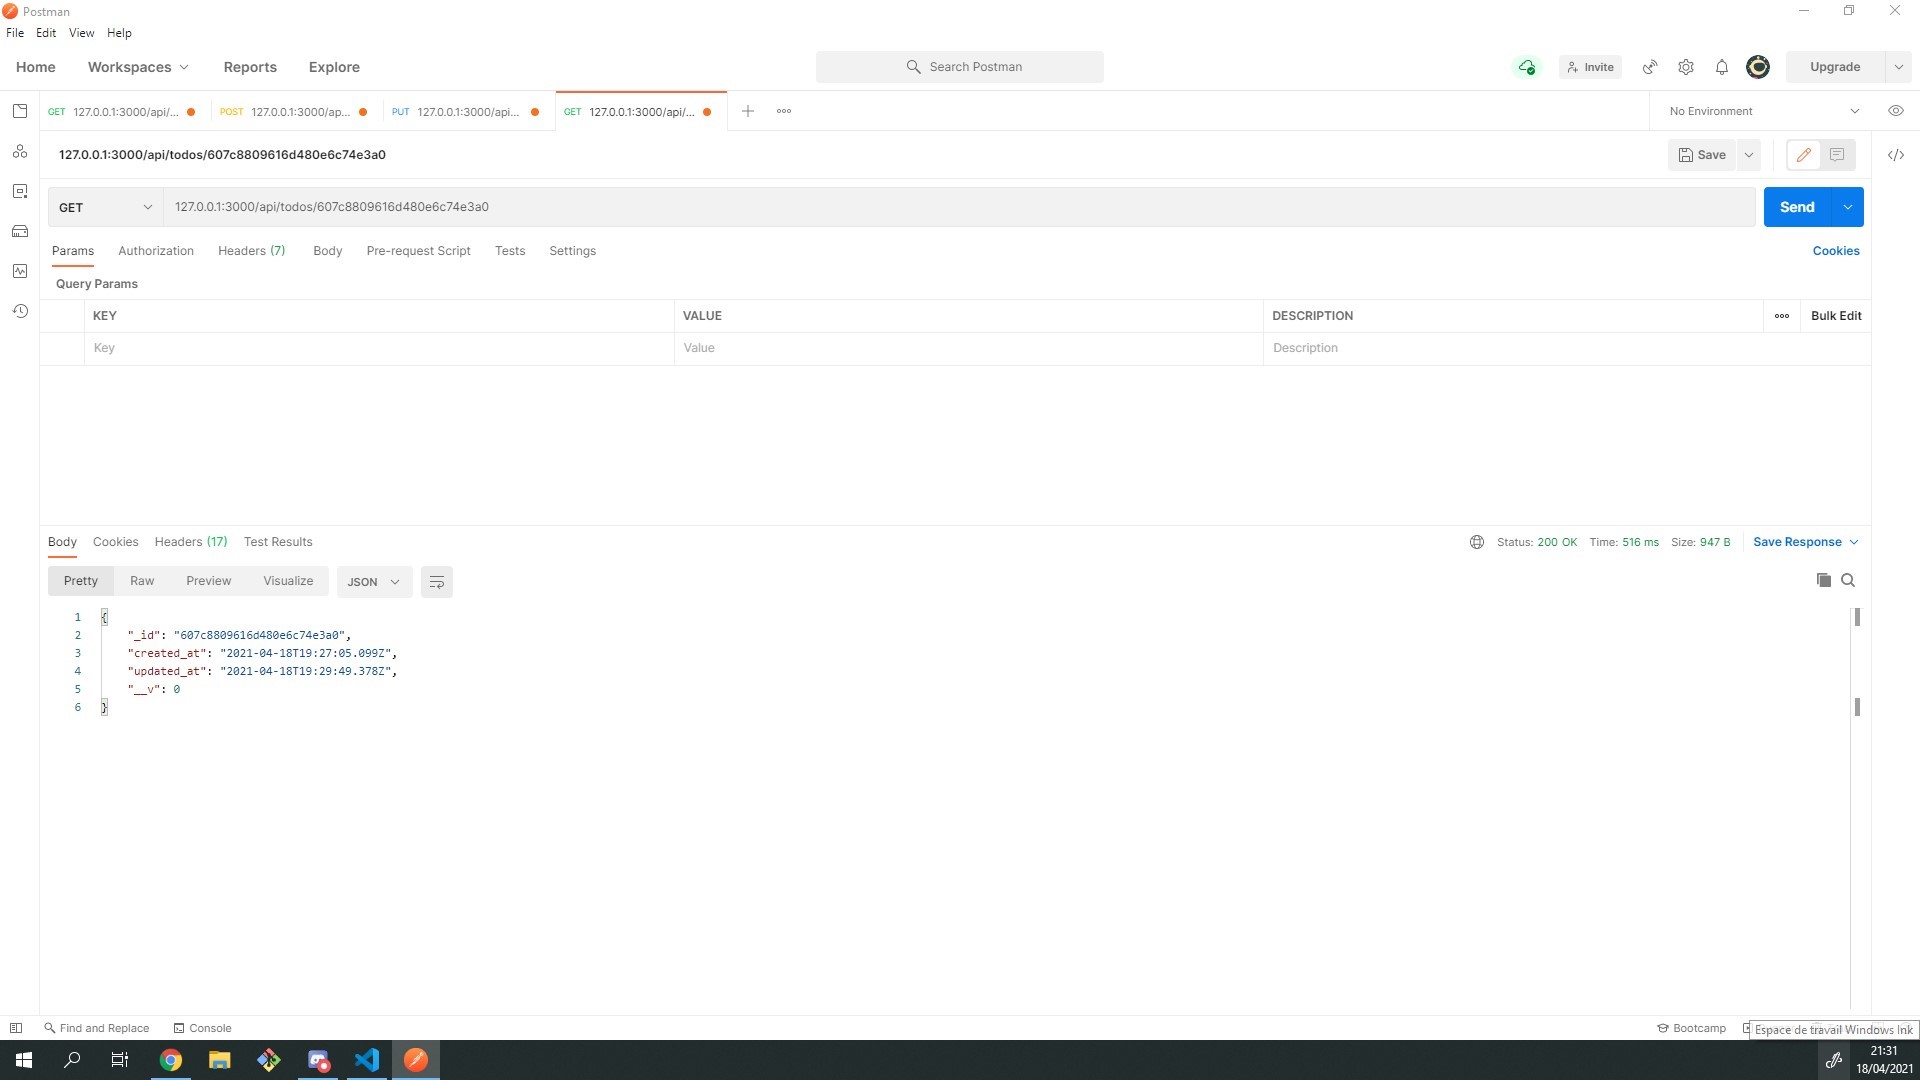 Postman
File Edit View Help
Home Workspaces Reports Explore Search Postman Invite Upgrade
GET 127.0.0.1:3000/api/... POST 127.0.0.1:3000/ap... PUT 127.0.0.1:3000/api... GET 127.0.0.1:3000/api/... No Environment
127.0.0.1:3000/api/todos/607c8809616d480e6c74e3a0 Save
GET 127.0.0.1:3000/api/todos/607c8809616d480e6c74e3a0 Send
Params Authorization Headers (7) Body Pre-request Script Tests Settings Cookies
Query Params
KEY VALUE DESCRIPTION Bulk Edit
Key Value Description
Body Cookies Headers (17) Test Results Status: 200 OK Time: 516 ms Size: 947 B Save Response
Pretty Raw Preview Visualize JSON
1 {
2 "_id": "607c8809616d480e6c74e3a0",
3 "created_at": "2021-04-18T19:27:05.099Z",
4 "updated_at": "2021-04-18T19:29:49.378Z",
5 "__v": 0
6 }
Find and Replace Console Bootcamp Espace de travail Windows Ink
21:31
18/04/2021